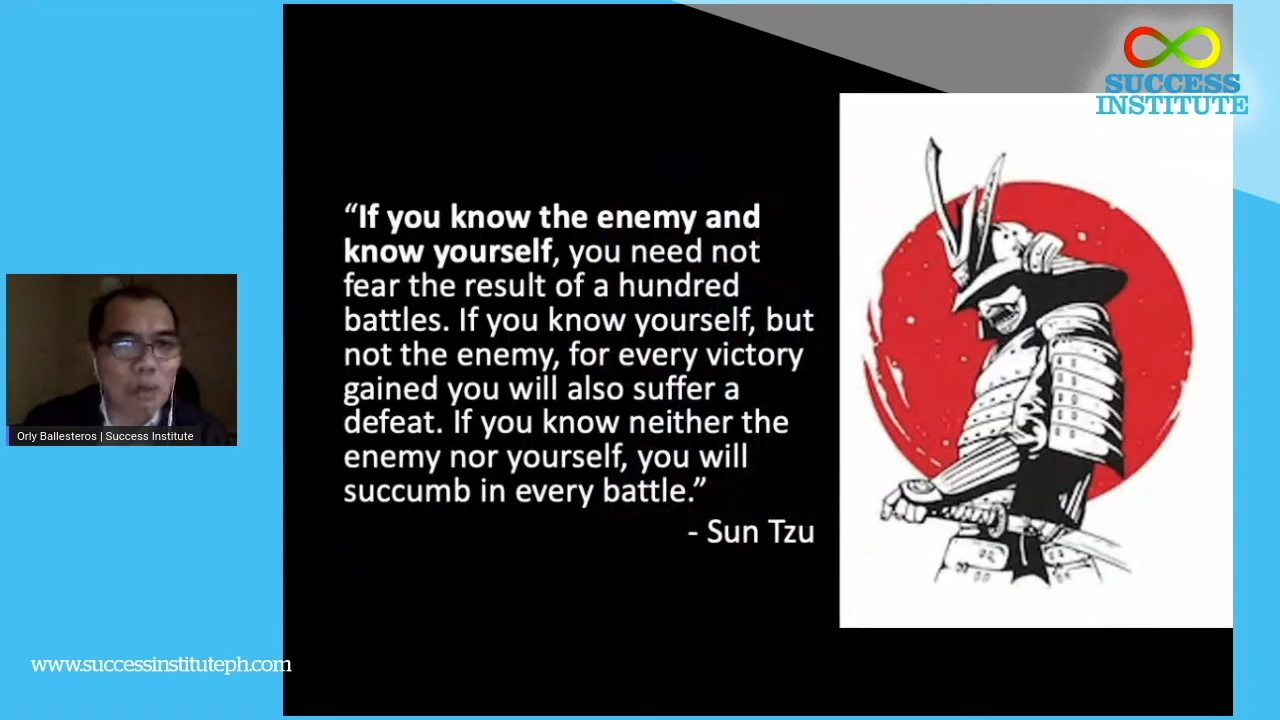 SUCCESS
INSTITUTE
“If you know the enemy and
know yourself, you need not
fear the result of a hundred
battles. If you know yourself, but
not the enemy, for every victory
gained you will also suffer a
defeat. If you know neither the
enemy nor yourself, you will
succumb in every battle.”
- Sun Tzu
Orly Ballesteros | Success Institute
www.successinstituteph.com